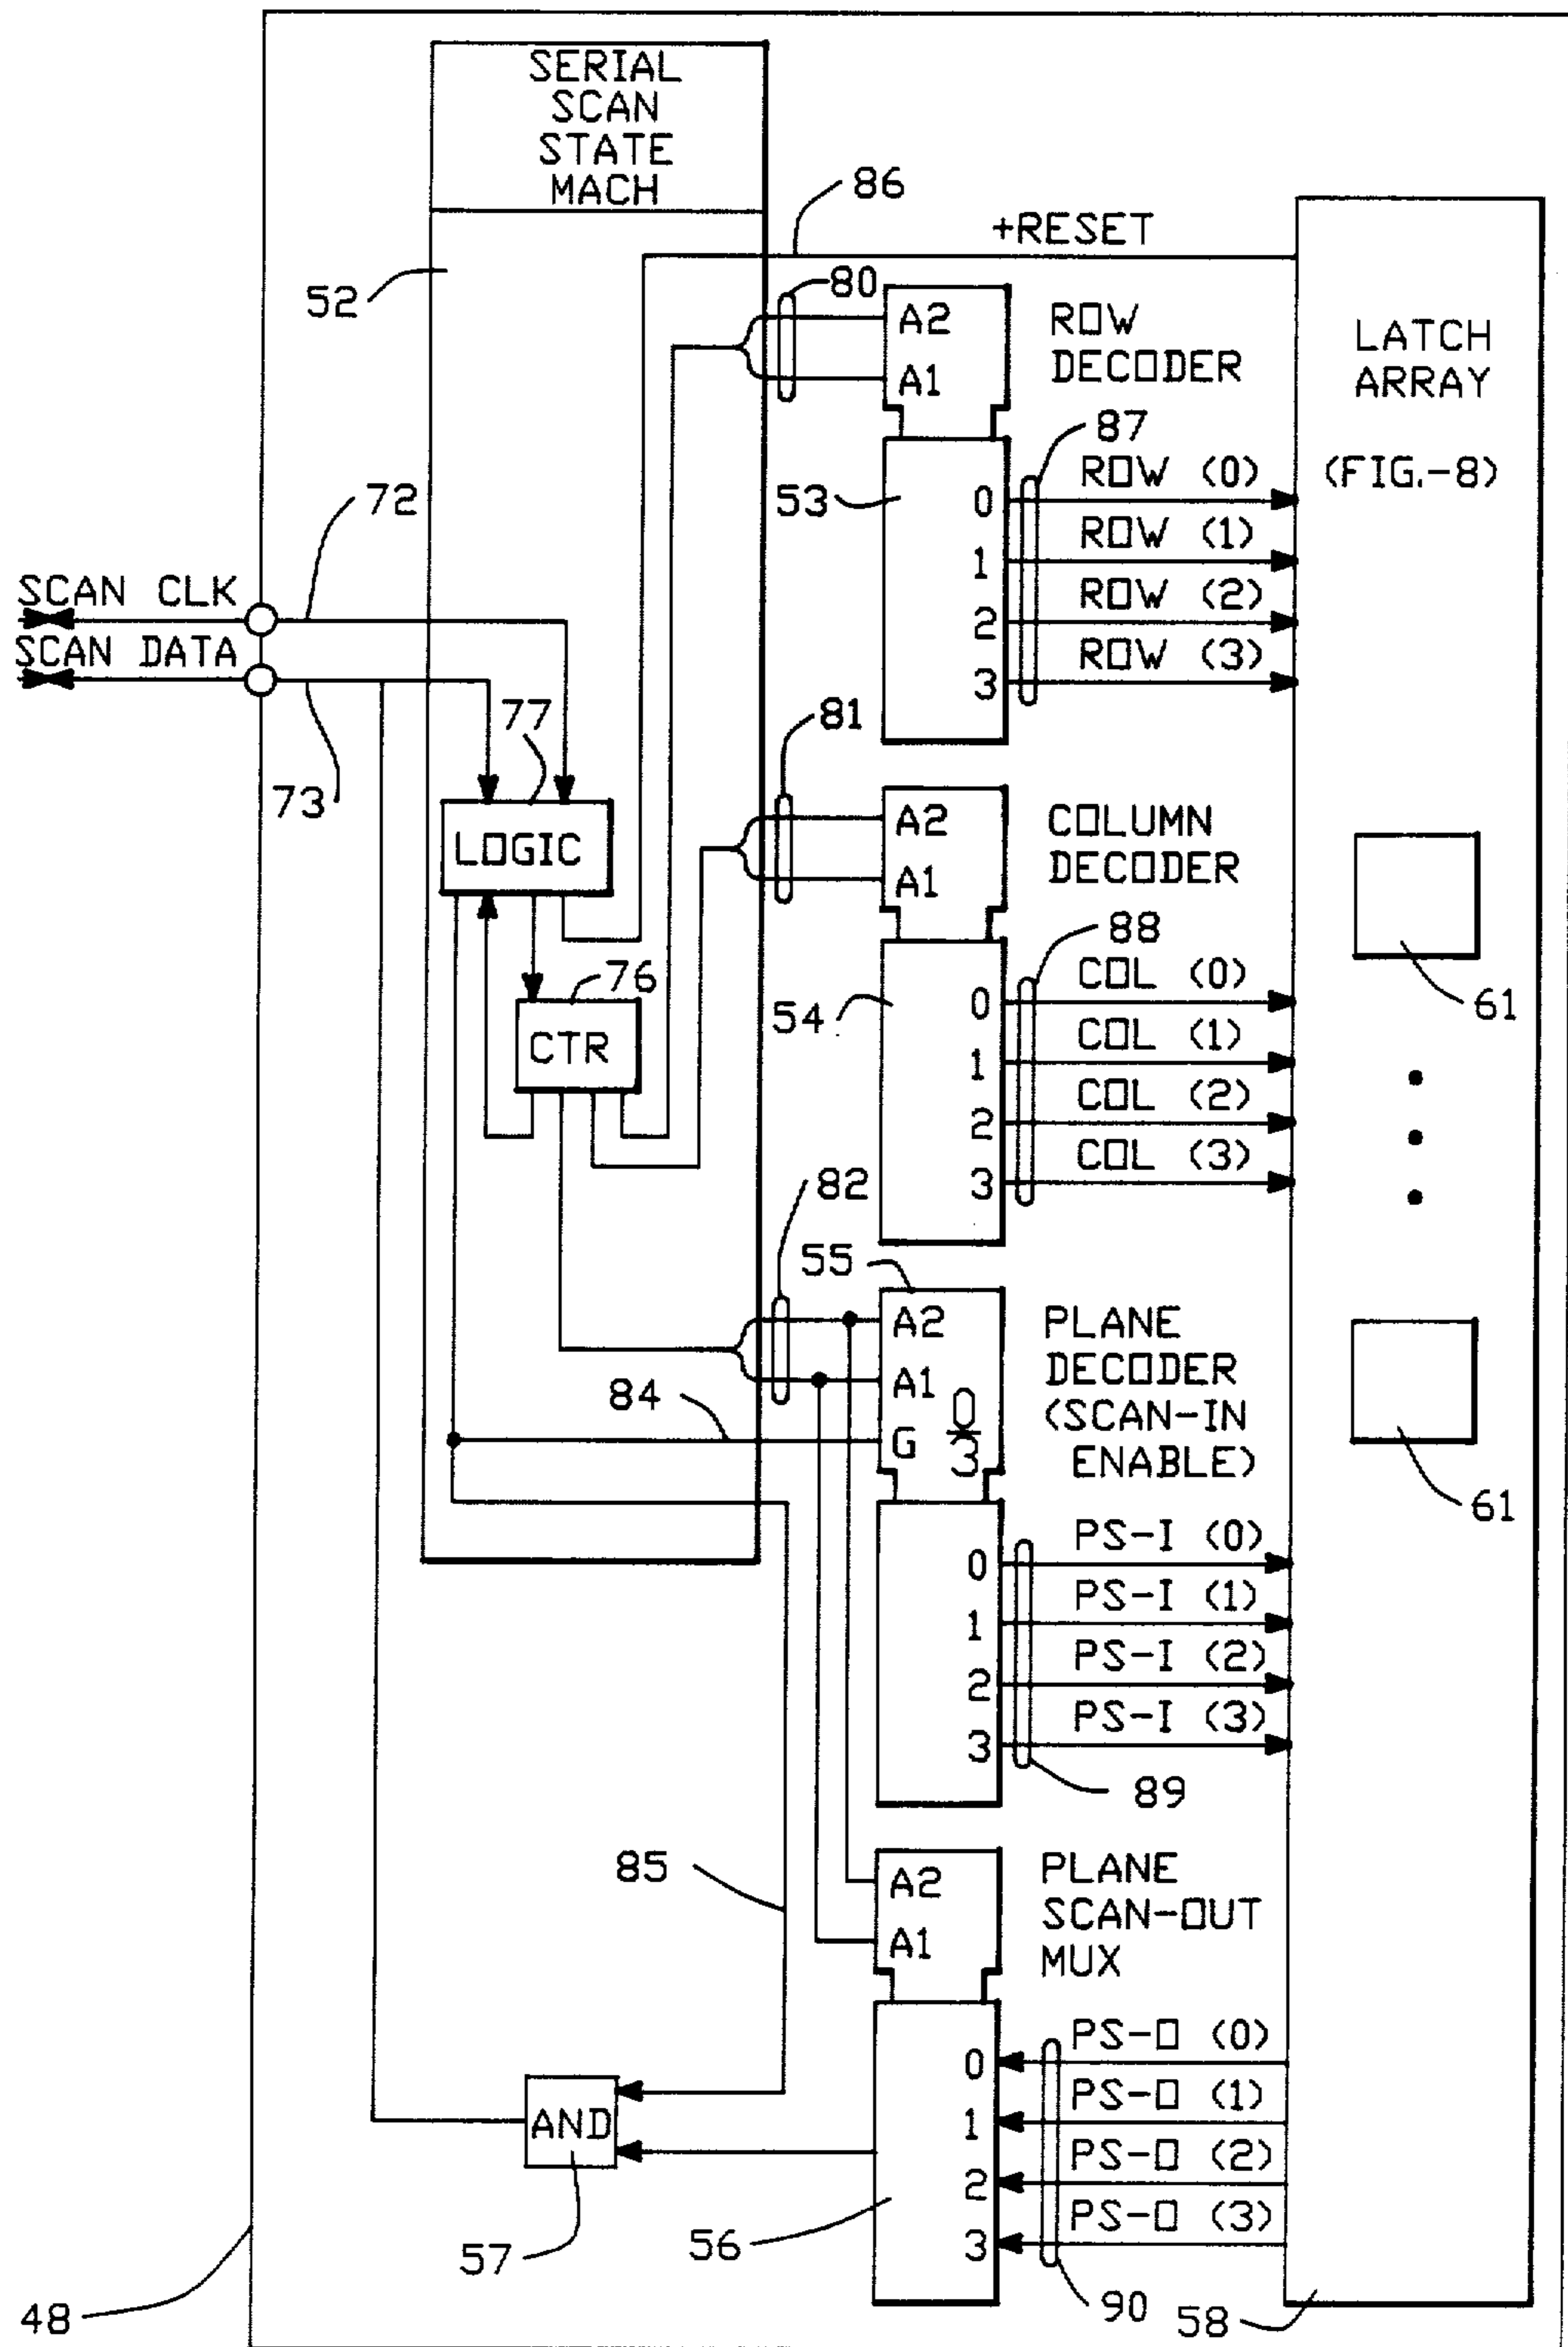 SERIAL
SCAN
STATE
MACH
86
+RESET
52
80
A2
A1
ROW
DECODER
LATCH
ARRAY
(FIG.-8)
87
53
0
1
2
3
ROW (0)
ROW (1)
ROW (2)
ROW (3)
72
SCAN CLK
SCAN DATA
73
77
LOGIC
76
CTR
81
A2
A1
COLUMN
DECODER
88
54
0
1
2
3
COL (0)
COL (1)
COL (2)
COL (3)
61
61
82
55
A2
A1
G
0
3
84
PLANE
DECODER
(SCAN-IN
ENABLE)
0
1
2
3
PS-I (0)
PS-I (1)
PS-I (2)
PS-I (3)
89
85
A2
A1
PLANE
SCAN-OUT
MUX
0
1
2
3
PS-O (0)
PS-O (1)
PS-O (2)
PS-O (3)
AND
57
56
90
58
48